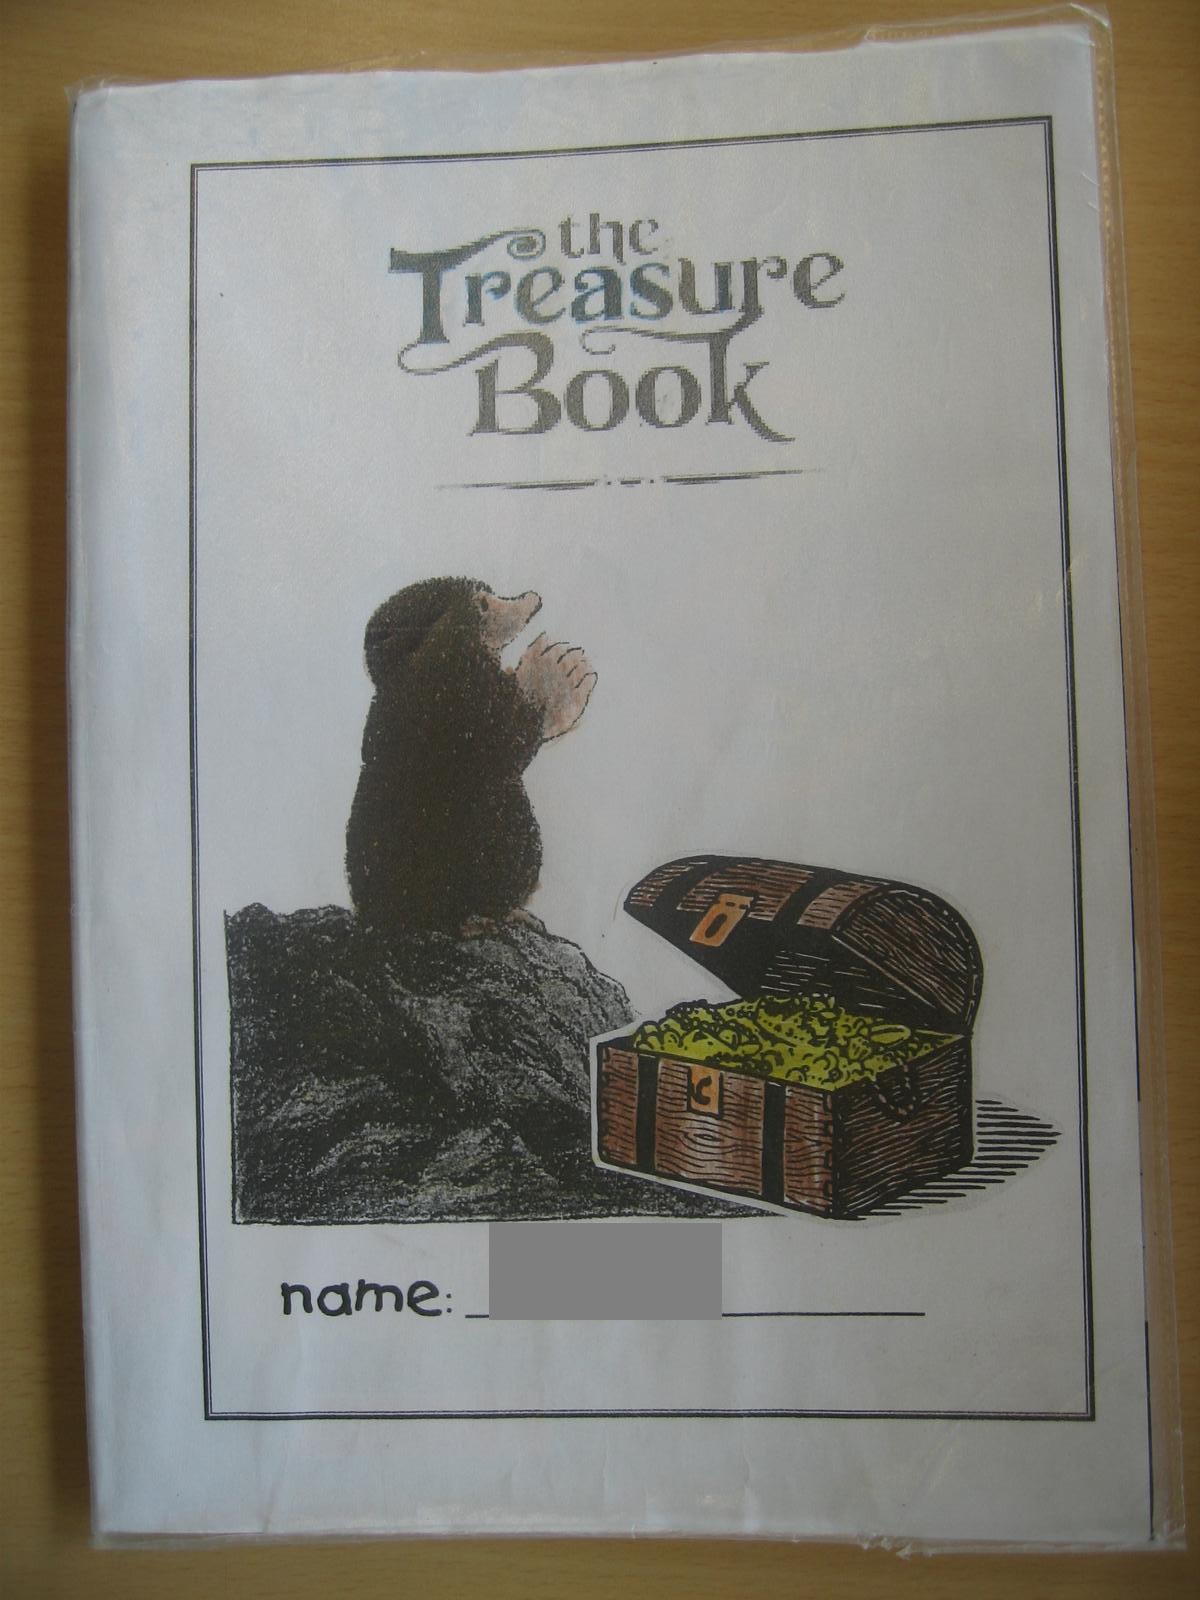 the
Treasure
Book
name: